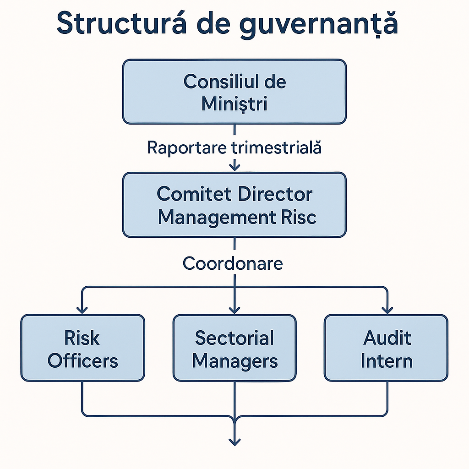 Structură de guvernanță
Consiliul de
Miniștri
Raportare trimestrială
Comitet Director
Management Risc
Coordonare
Risk
Officers
Sectorial
Managers
Audit
Intern